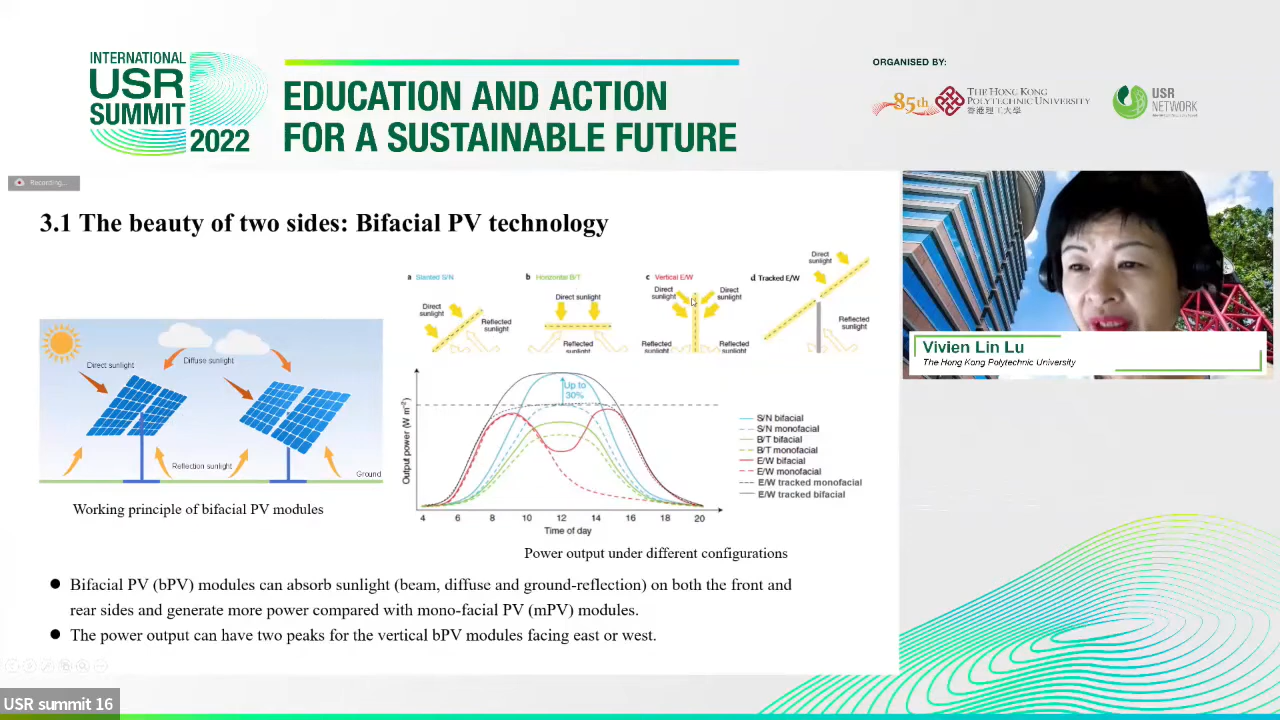 INTERNATIONAL
USR
SUMMIT
2022
EDUCATION AND ACTION
FOR A SUSTAINABLE FUTURE
ORGANISED BY:
85th
THE HONG KONG
POLYTECHNIC UNIVERSITY
香港理工大學
USR
NETWORK
Recording...
3.1 The beauty of two sides: Bifacial PV technology
Direct sunlight
Diffuse sunlight
Reflection sunlight
Ground
Working principle of bifacial PV modules
a Slanted S/N
Direct
sunlight
Reflected
sunlight
b Horizontal B/T
Direct sunlight
Reflected
sunlight
c Vertical E/W
Direct
sunlight
Direct
sunlight
Reflected
sunlight
Reflected
sunlight
d Tracked E/W
Direct
sunlight
Reflected
sunlight
Up to
30%
Output power (W m⁻²)
4 6 8 10 12 14 16 18 20
Time of day
S/N bifacial
S/N monofacial
B/T bifacial
B/T monofacial
E/W bifacial
E/W monofacial
E/W tracked monofacial
E/W tracked bifacial
Power output under different configurations
● Bifacial PV (bPV) modules can absorb sunlight (beam, diffuse and ground-reflection) on both the front and
rear sides and generate more power compared with mono-facial PV (mPV) modules.
● The power output can have two peaks for the vertical bPV modules facing east or west.
Vivien Lin Lu
The Hong Kong Polytechnic University
USR summit 16